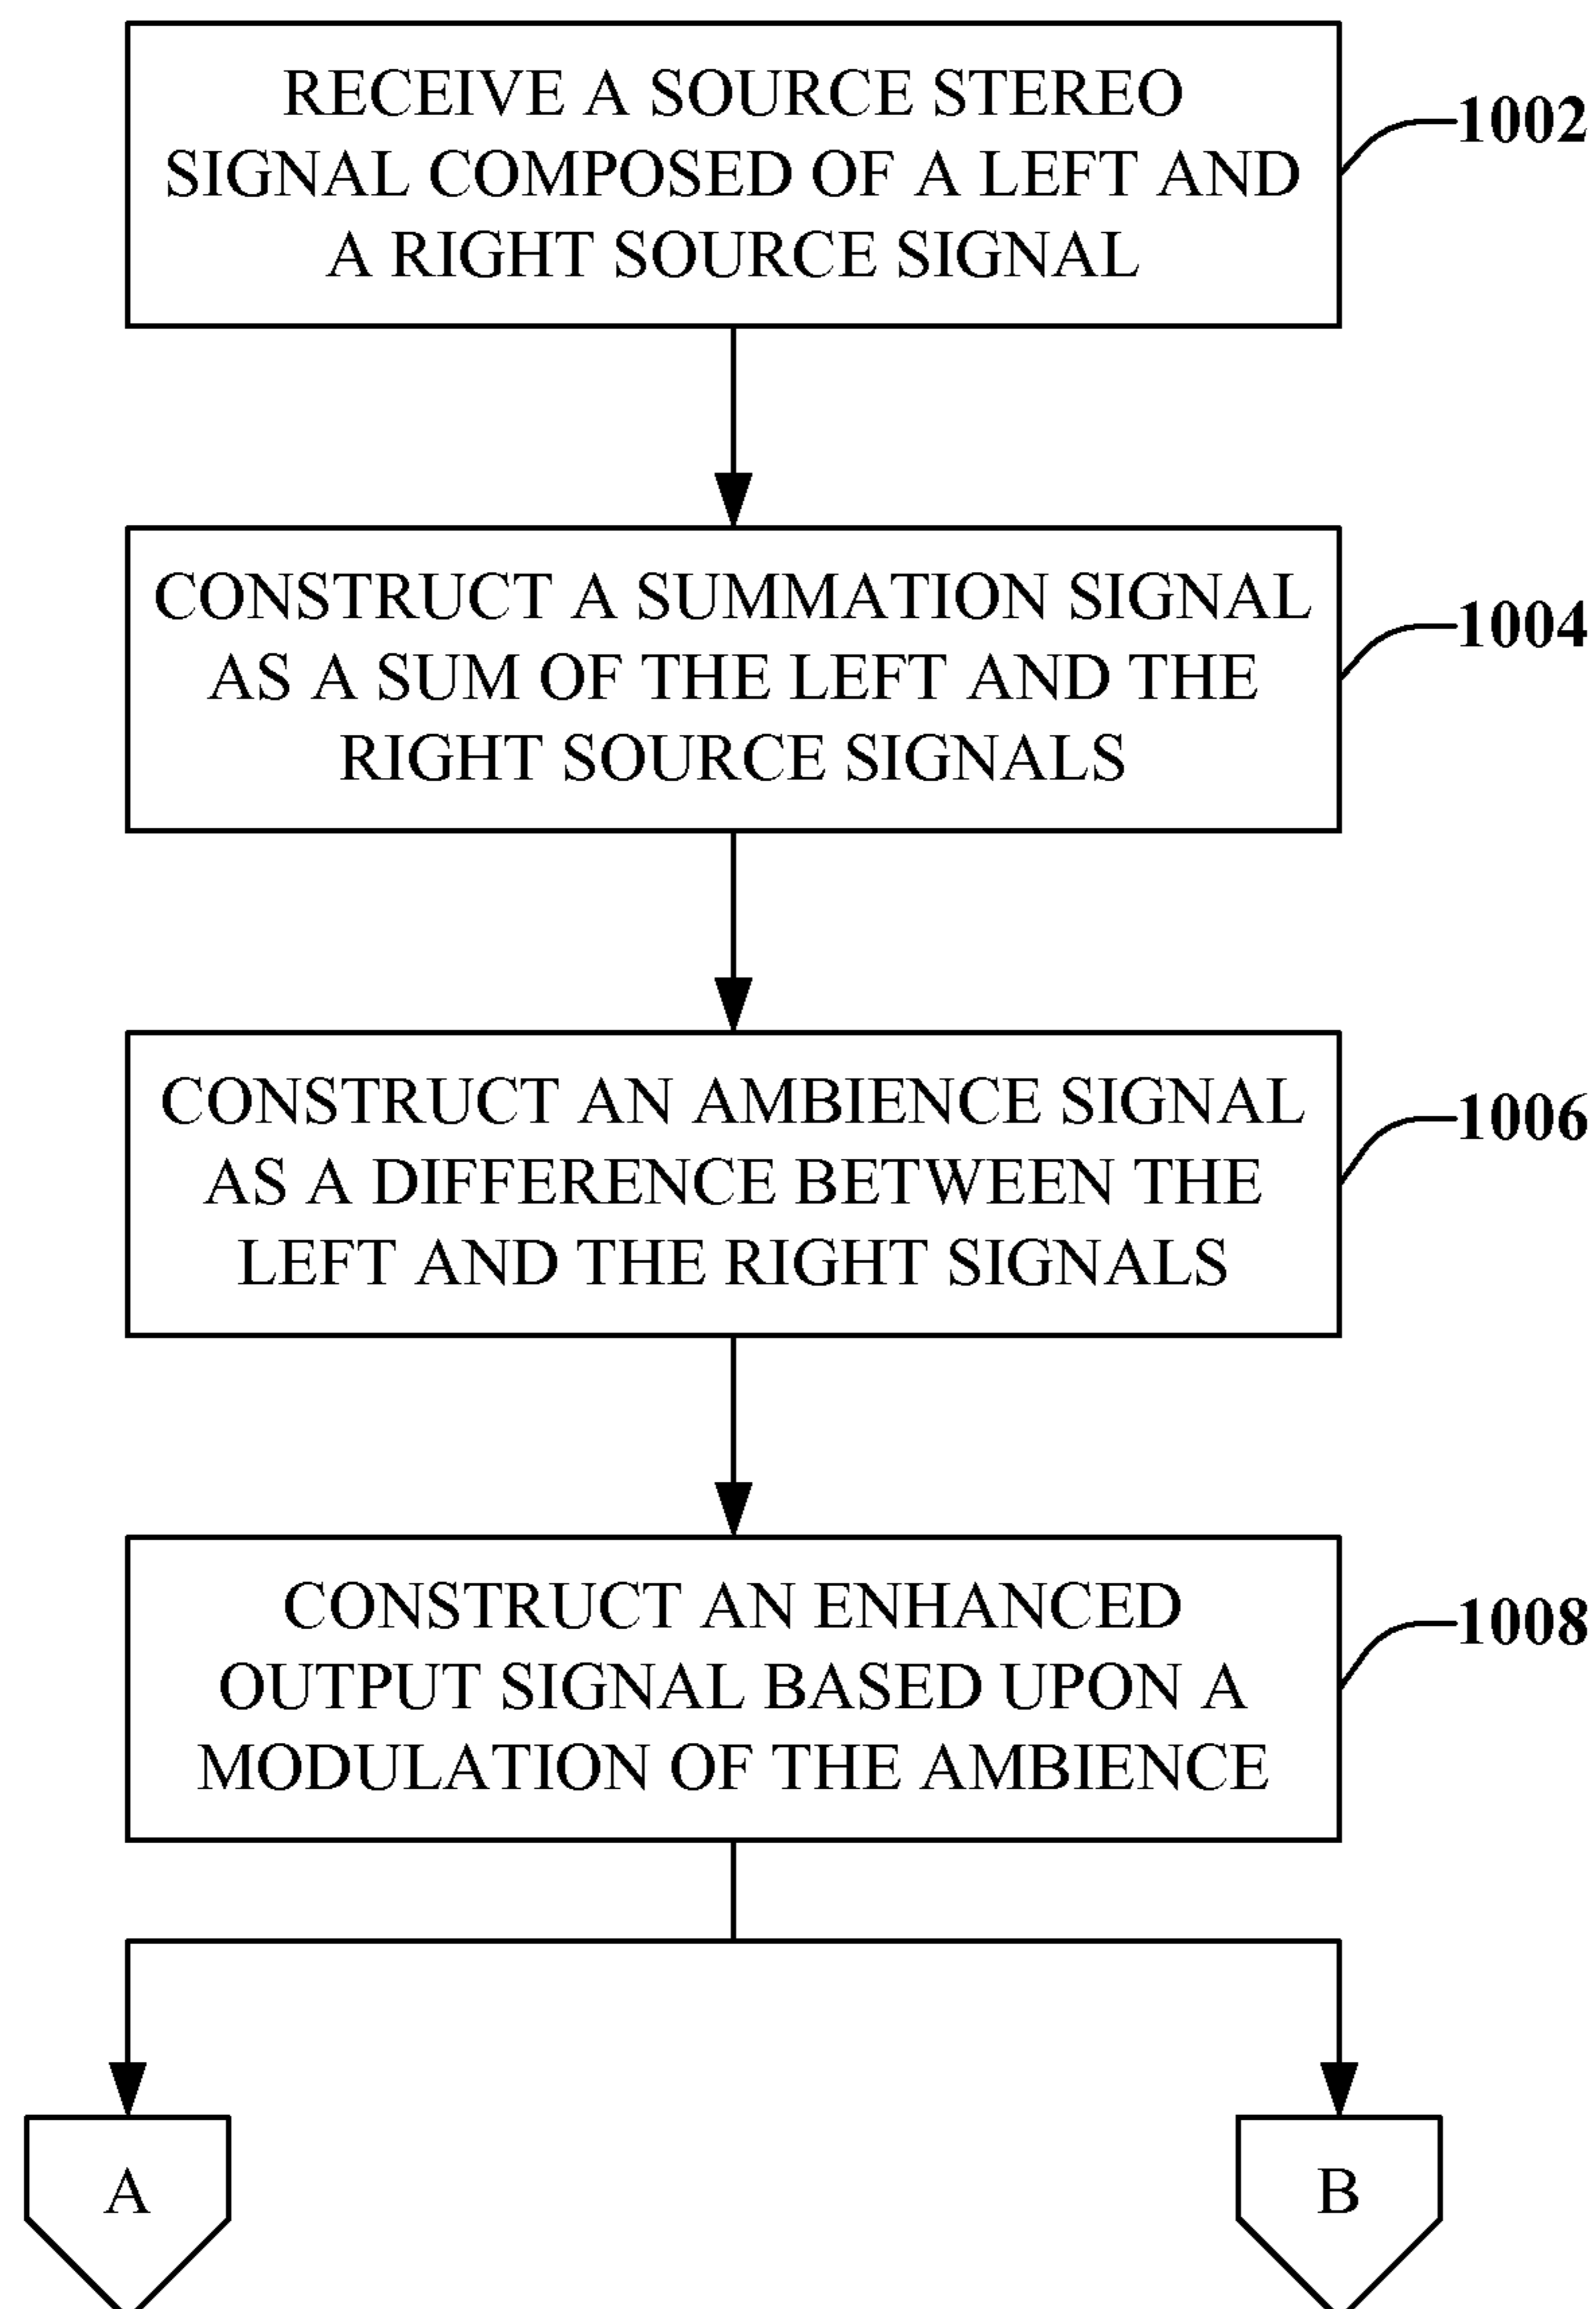 RECEIVE A SOURCE STEREO
SIGNAL COMPOSED OF A LEFT AND
A RIGHT SOURCE SIGNAL
1002
CONSTRUCT A SUMMATION SIGNAL
AS A SUM OF THE LEFT AND THE
RIGHT SOURCE SIGNALS
1004
CONSTRUCT AN AMBIENCE SIGNAL
AS A DIFFERENCE BETWEEN THE
LEFT AND THE RIGHT SIGNALS
1006
CONSTRUCT AN ENHANCED
OUTPUT SIGNAL BASED UPON A
MODULATION OF THE AMBIENCE
1008
A
B